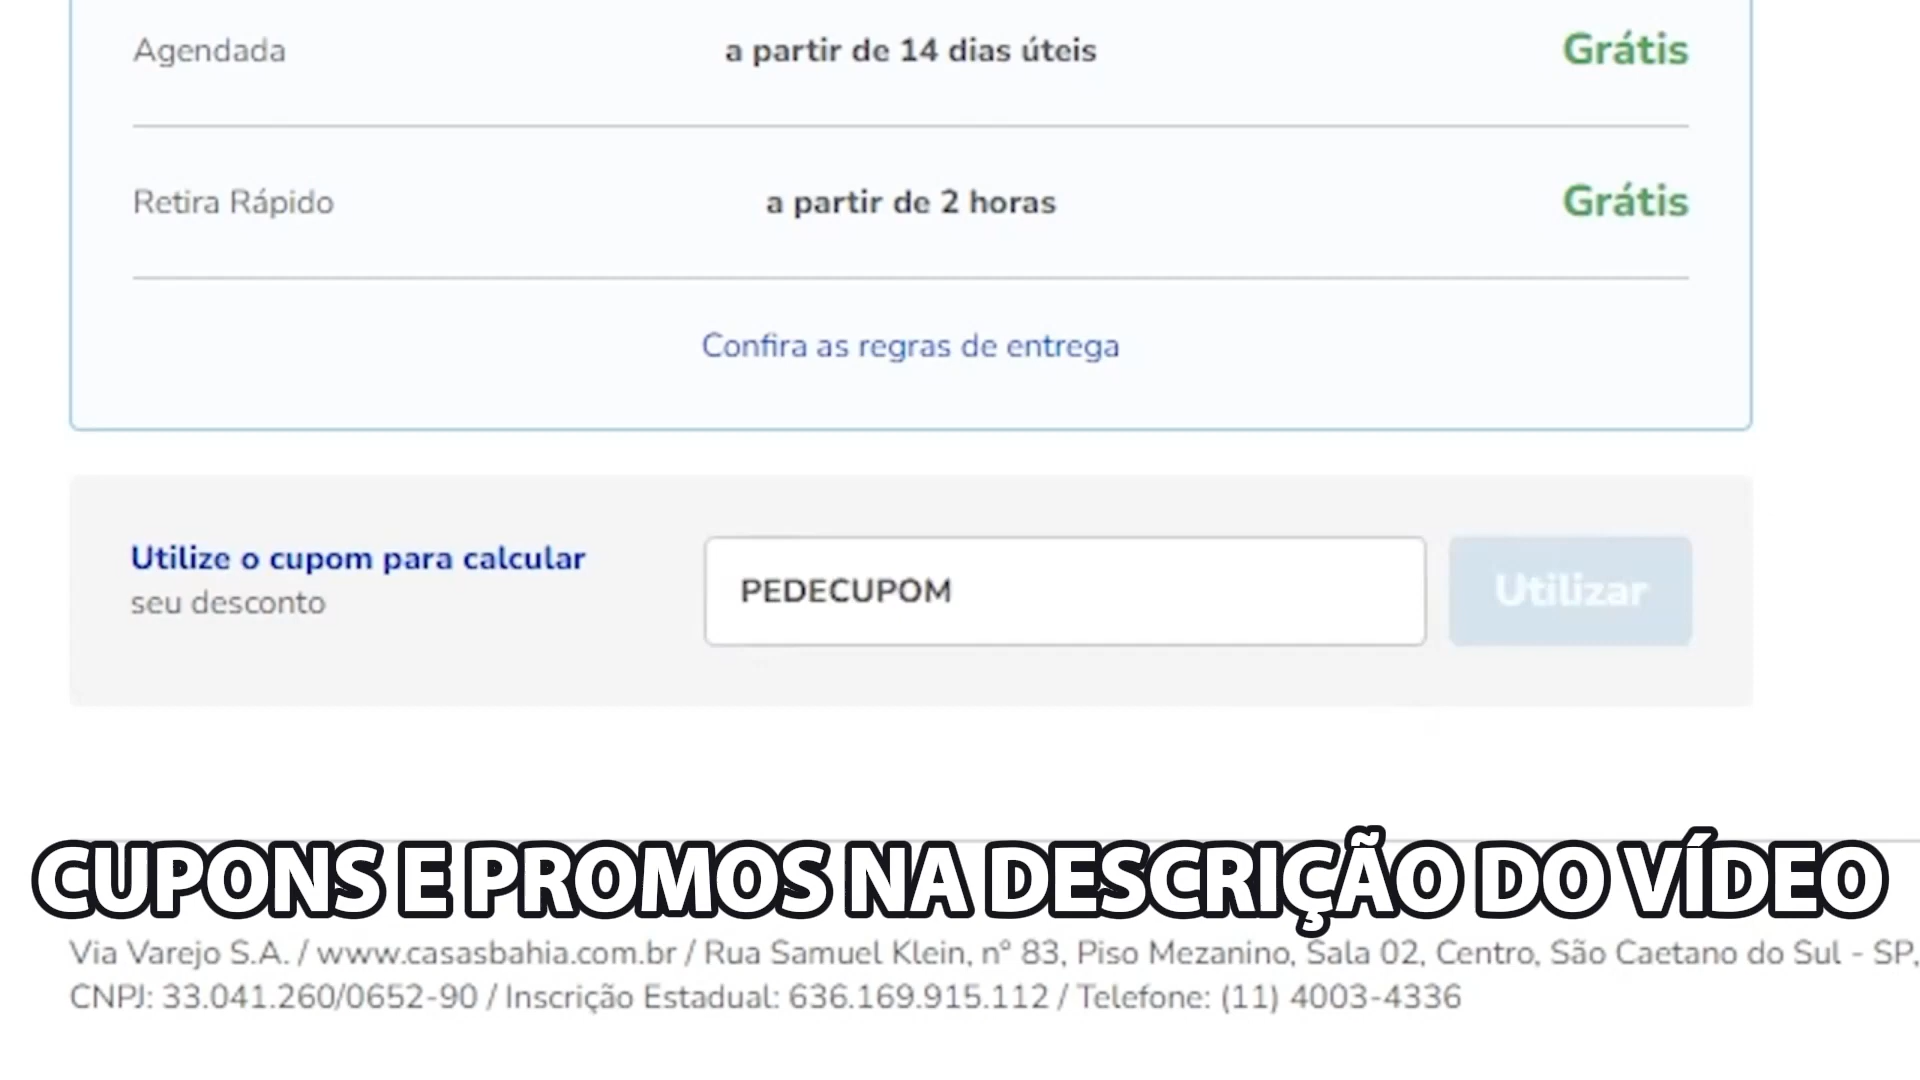 Agendada a partir de 14 dias úteis Grátis
Retira Rápido a partir de 2 horas Grátis
Confira as regras de entrega
Utilize o cupom para calcular
seu desconto
PEDECUPOM
Utilizar
CUPONS E PROMOS NA DESCRIÇÃO DO VÍDEO
Via Varejo S.A. / www.casasbahia.com.br / Rua Samuel Klein, nº 83, Piso Mezanino, Sala 02, Centro, São Caetano do Sul - SP,
CNPJ: 33.041.260/0652-90 / Inscrição Estadual: 636.169.915.112 / Telefone: (11) 4003-4336